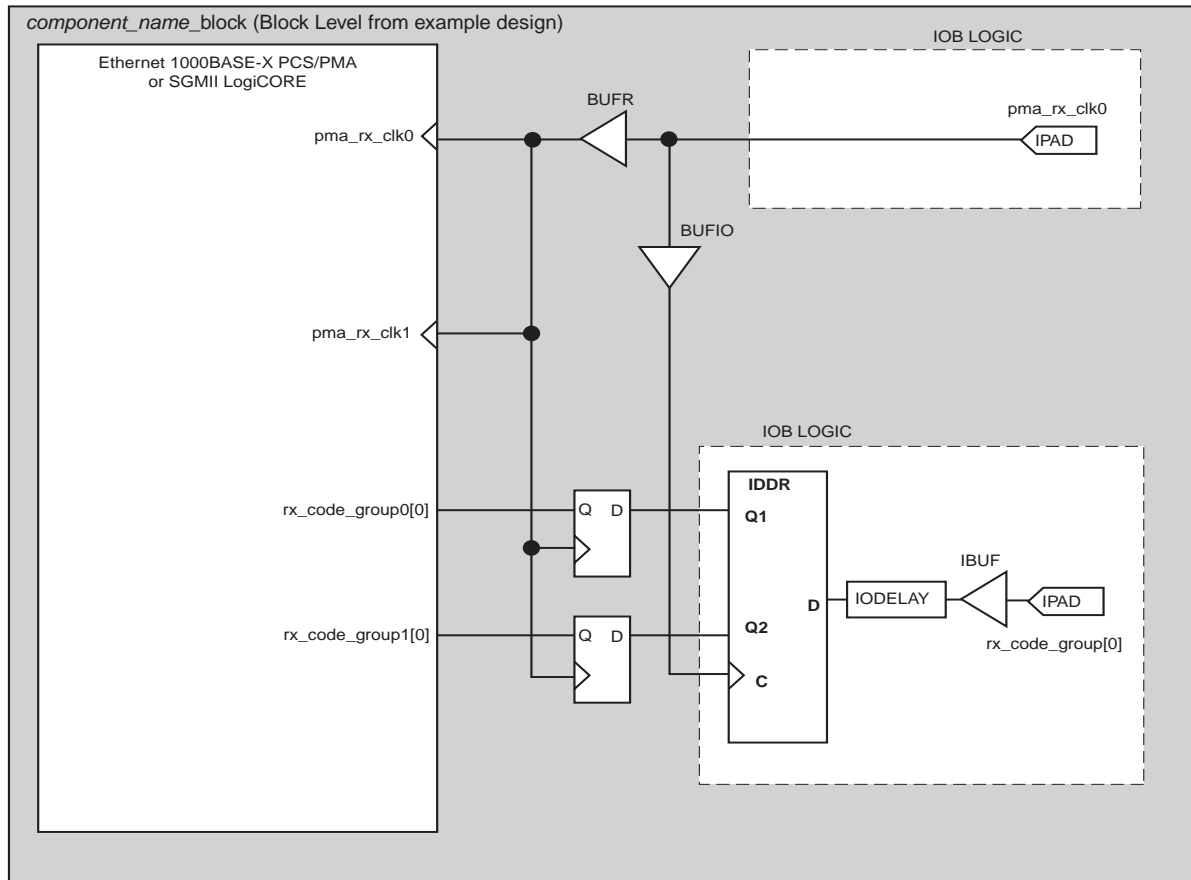 component_name_block (Block Level from example design)
Ethernet 1000BASE-X PCS/PMA
or SGMII LogiCORE
IOB LOGIC
pma_rx_clk0
BUFR
pma_rx_clk0
IPAD
BUFIO
pma_rx_clk1
IOB LOGIC
rx_code_group0[0]
Q D
IDDR
Q1
IBUF
D
IODELAY
IPAD
rx_code_group1[0]
Q D
Q2
rx_code_group[0]
C